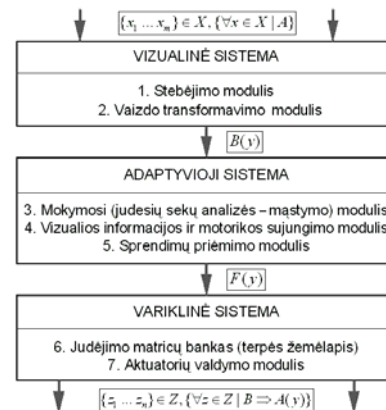 {x₁ ... xₙ} ∈ X, {∀x ∈ X | A}
VIZUALINĖ SISTEMA
1. Stebėjimo modulis
2. Vaizdo transformavimo modulis
B(y)
ADAPTYVIOJI SISTEMA
3. Mokymosi (judesių sekų analizės – mąstymo) modulis
4. Vizualios informacijos ir motorikos sujungimo modulis
5. Sprendimų priėmimo modulis
F(y)
VARIKLINĖ SISTEMA
6. Judėjimo matricų bankas (terpės žemėlapis)
7. Aktuatorių valdymo modulis
{z₁ ... zₙ} ∈ Z, {∀z ∈ Z | B ⇒ A(y)}